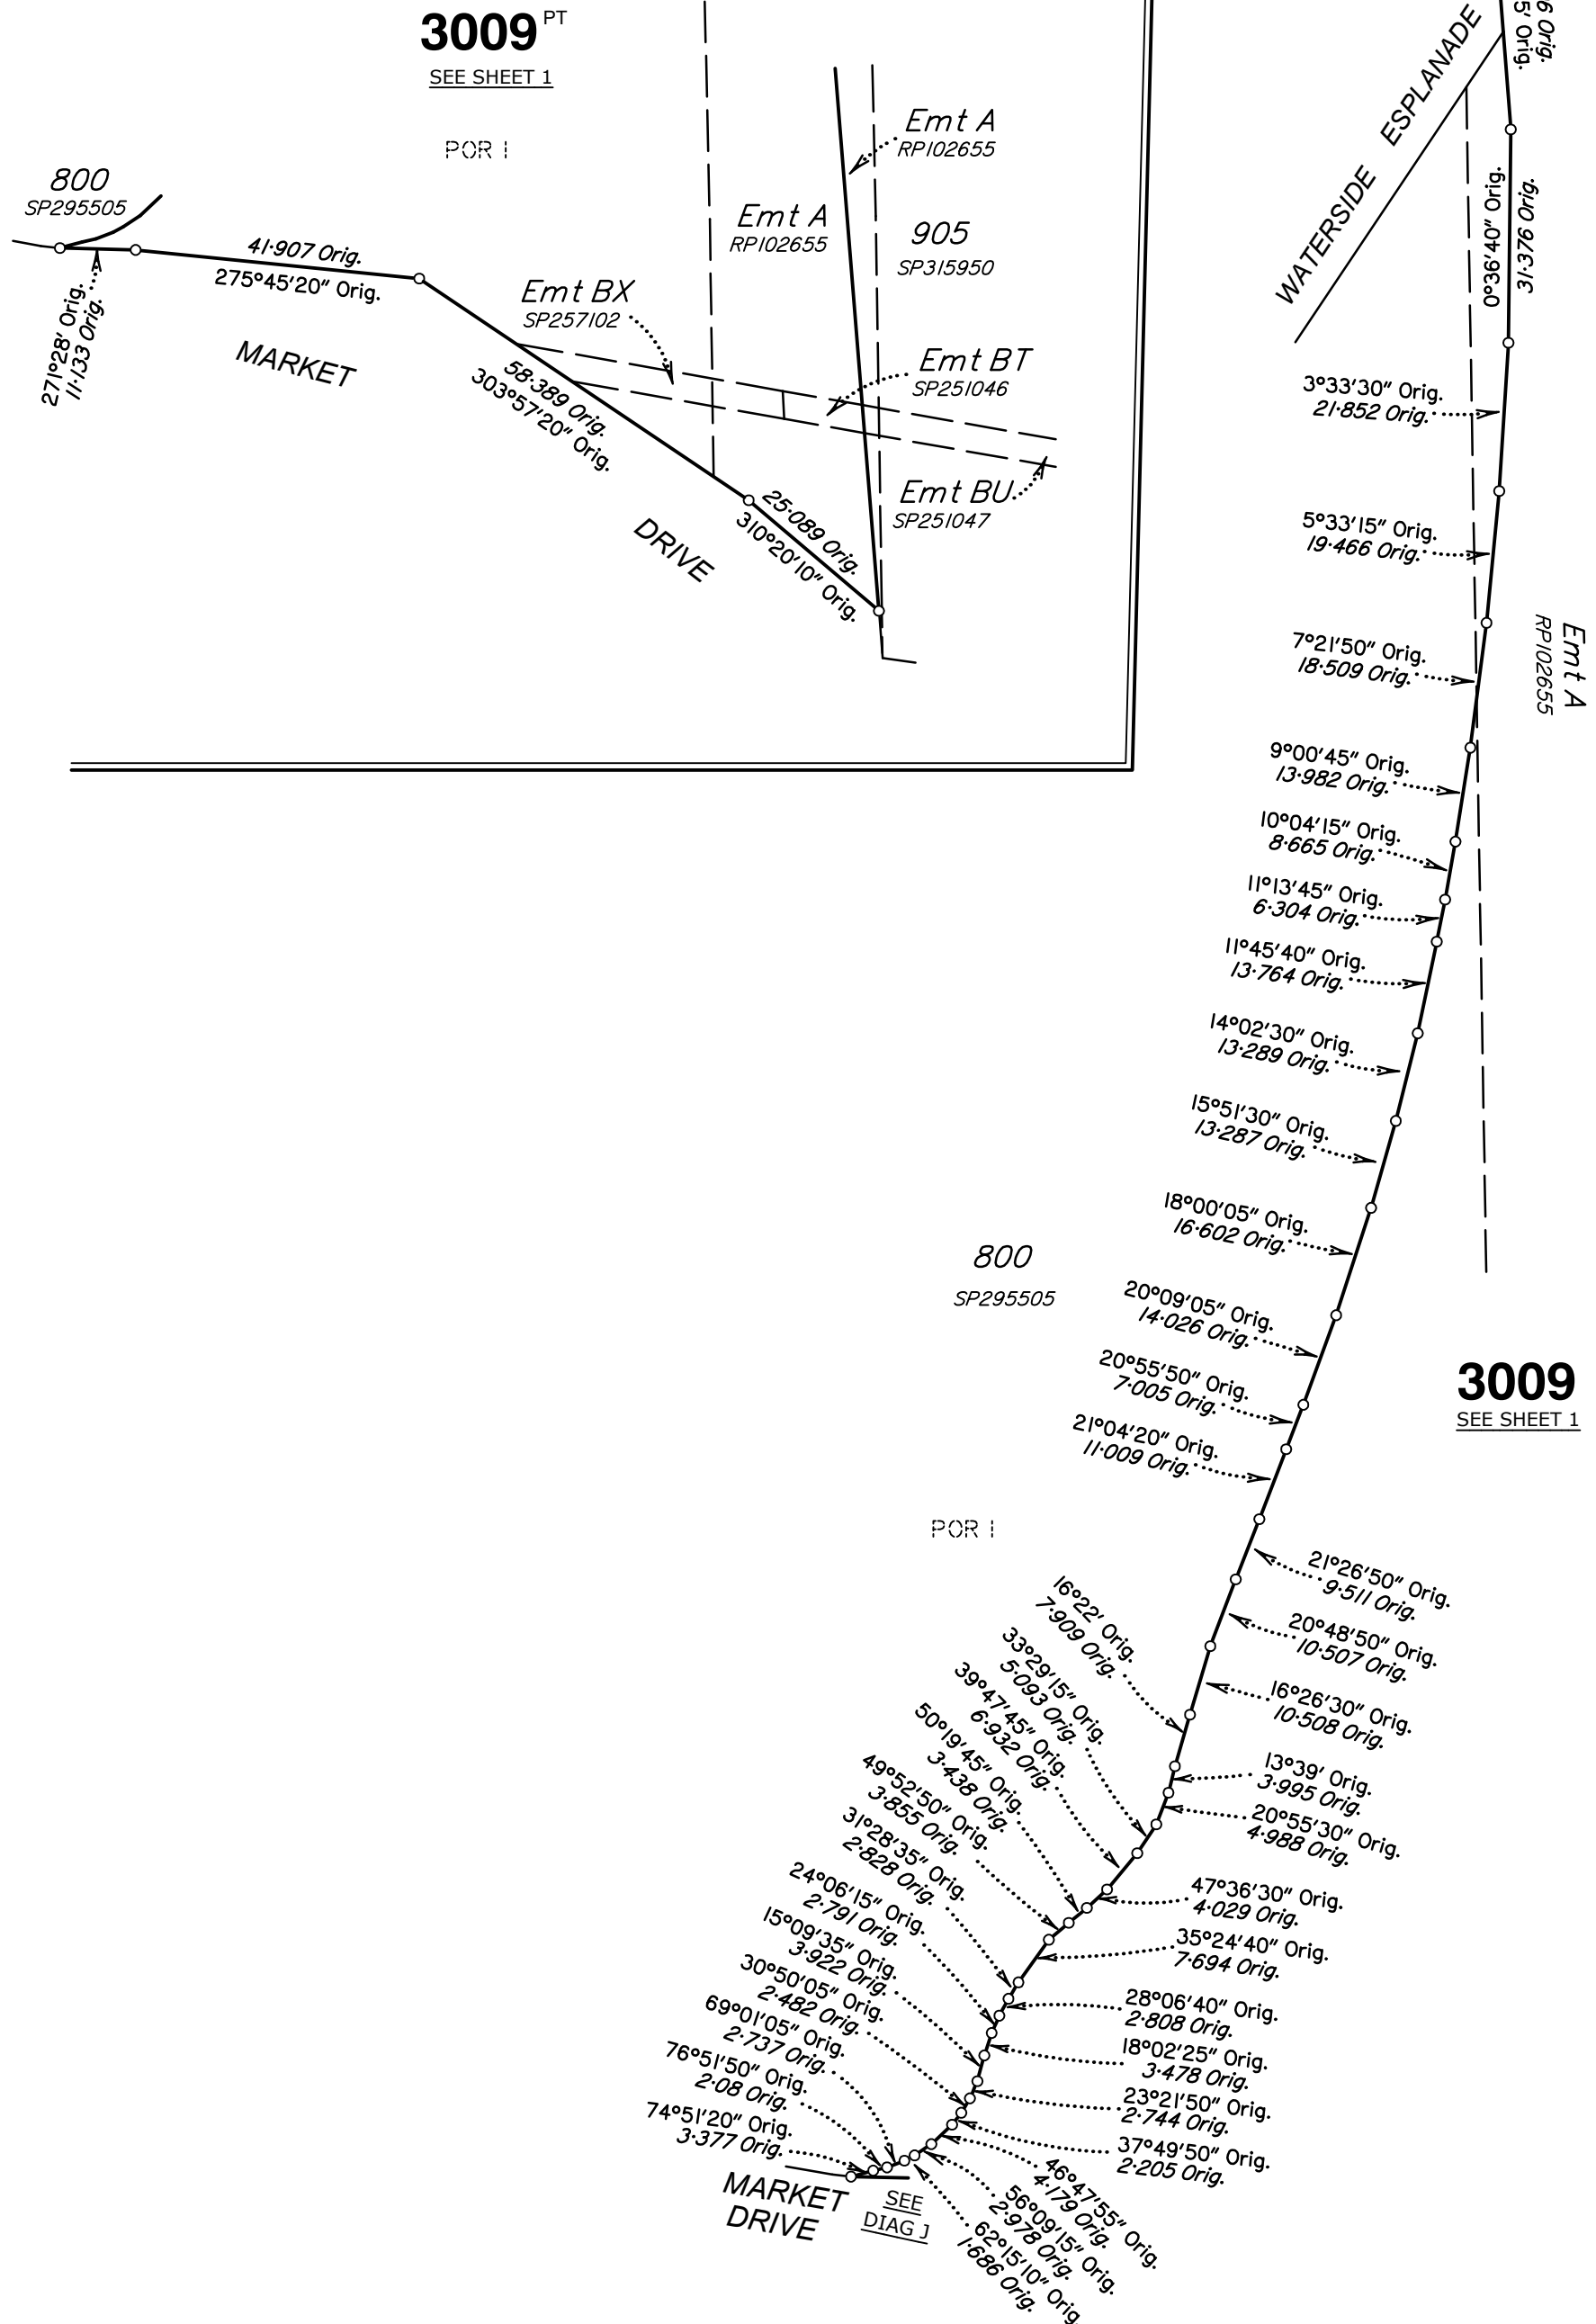 3009 PT
SEE SHEET 1
POR 1
800
SP295505
41·907 Orig.
275°45'20" Orig.
271°28' Orig.
11·133 Orig.
MARKET
DRIVE
Emt BX
SP257102
58·389 Orig.
303°57'20" Orig.
25·089 Orig.
310°20'10" Orig.
Emt A
RP102655
Emt A
RP102655
905
SP315950
Emt BT
SP251046
Emt BU
SP251047
WATERSIDE ESPLANADE
6 Orig.
5' Orig.
0°36'40" Orig.
31·376 Orig.
3°33'30" Orig.
21·852 Orig.
5°33'15" Orig.
19·466 Orig.
7°21'50" Orig.
18·509 Orig.
Emt A
RP102655
9°00'45" Orig.
13·982 Orig.
10°04'15" Orig.
8·665 Orig.
11°13'45" Orig.
6·304 Orig.
11°45'40" Orig.
13·764 Orig.
14°02'30" Orig.
13·289 Orig.
15°51'30" Orig.
13·287 Orig.
18°00'05" Orig.
16·602 Orig.
800
SP295505
20°09'05" Orig.
14·026 Orig.
20°55'50" Orig.
7·005 Orig.
21°04'20" Orig.
11·009 Orig.
3009
SEE SHEET 1
POR 1
21°26'50" Orig.
9·511 Orig.
20°48'50" Orig.
10·507 Orig.
16°26'30" Orig.
10·508 Orig.
16°22' Orig.
7·909 Orig.
13°39' Orig.
3·995 Orig.
20°55'30" Orig.
4·988 Orig.
33°29'15" Orig.
5·093 Orig.
39°47'45" Orig.
6·932 Orig.
47°36'30" Orig.
4·029 Orig.
50°19'45" Orig.
3·438 Orig.
49°52'50" Orig.
3·855 Orig.
35°24'40" Orig.
7·694 Orig.
31°28'35" Orig.
2·828 Orig.
28°06'40" Orig.
2·808 Orig.
24°06'15" Orig.
2·791 Orig.
18°02'25" Orig.
3·478 Orig.
15°09'35" Orig.
3·922 Orig.
23°21'50" Orig.
2·744 Orig.
30°50'05" Orig.
2·482 Orig.
37°49'50" Orig.
2·205 Orig.
46°47'55" Orig.
4·179 Orig.
56°09'15" Orig.
2·978 Orig.
62°15'10" Orig
1·686 Orig.
69°01'05" Orig.
2·737 Orig.
76°51'50" Orig.
2·08 Orig.
74°51'20" Orig.
3·377 Orig.
MARKET
DRIVE
SEE
DIAG J